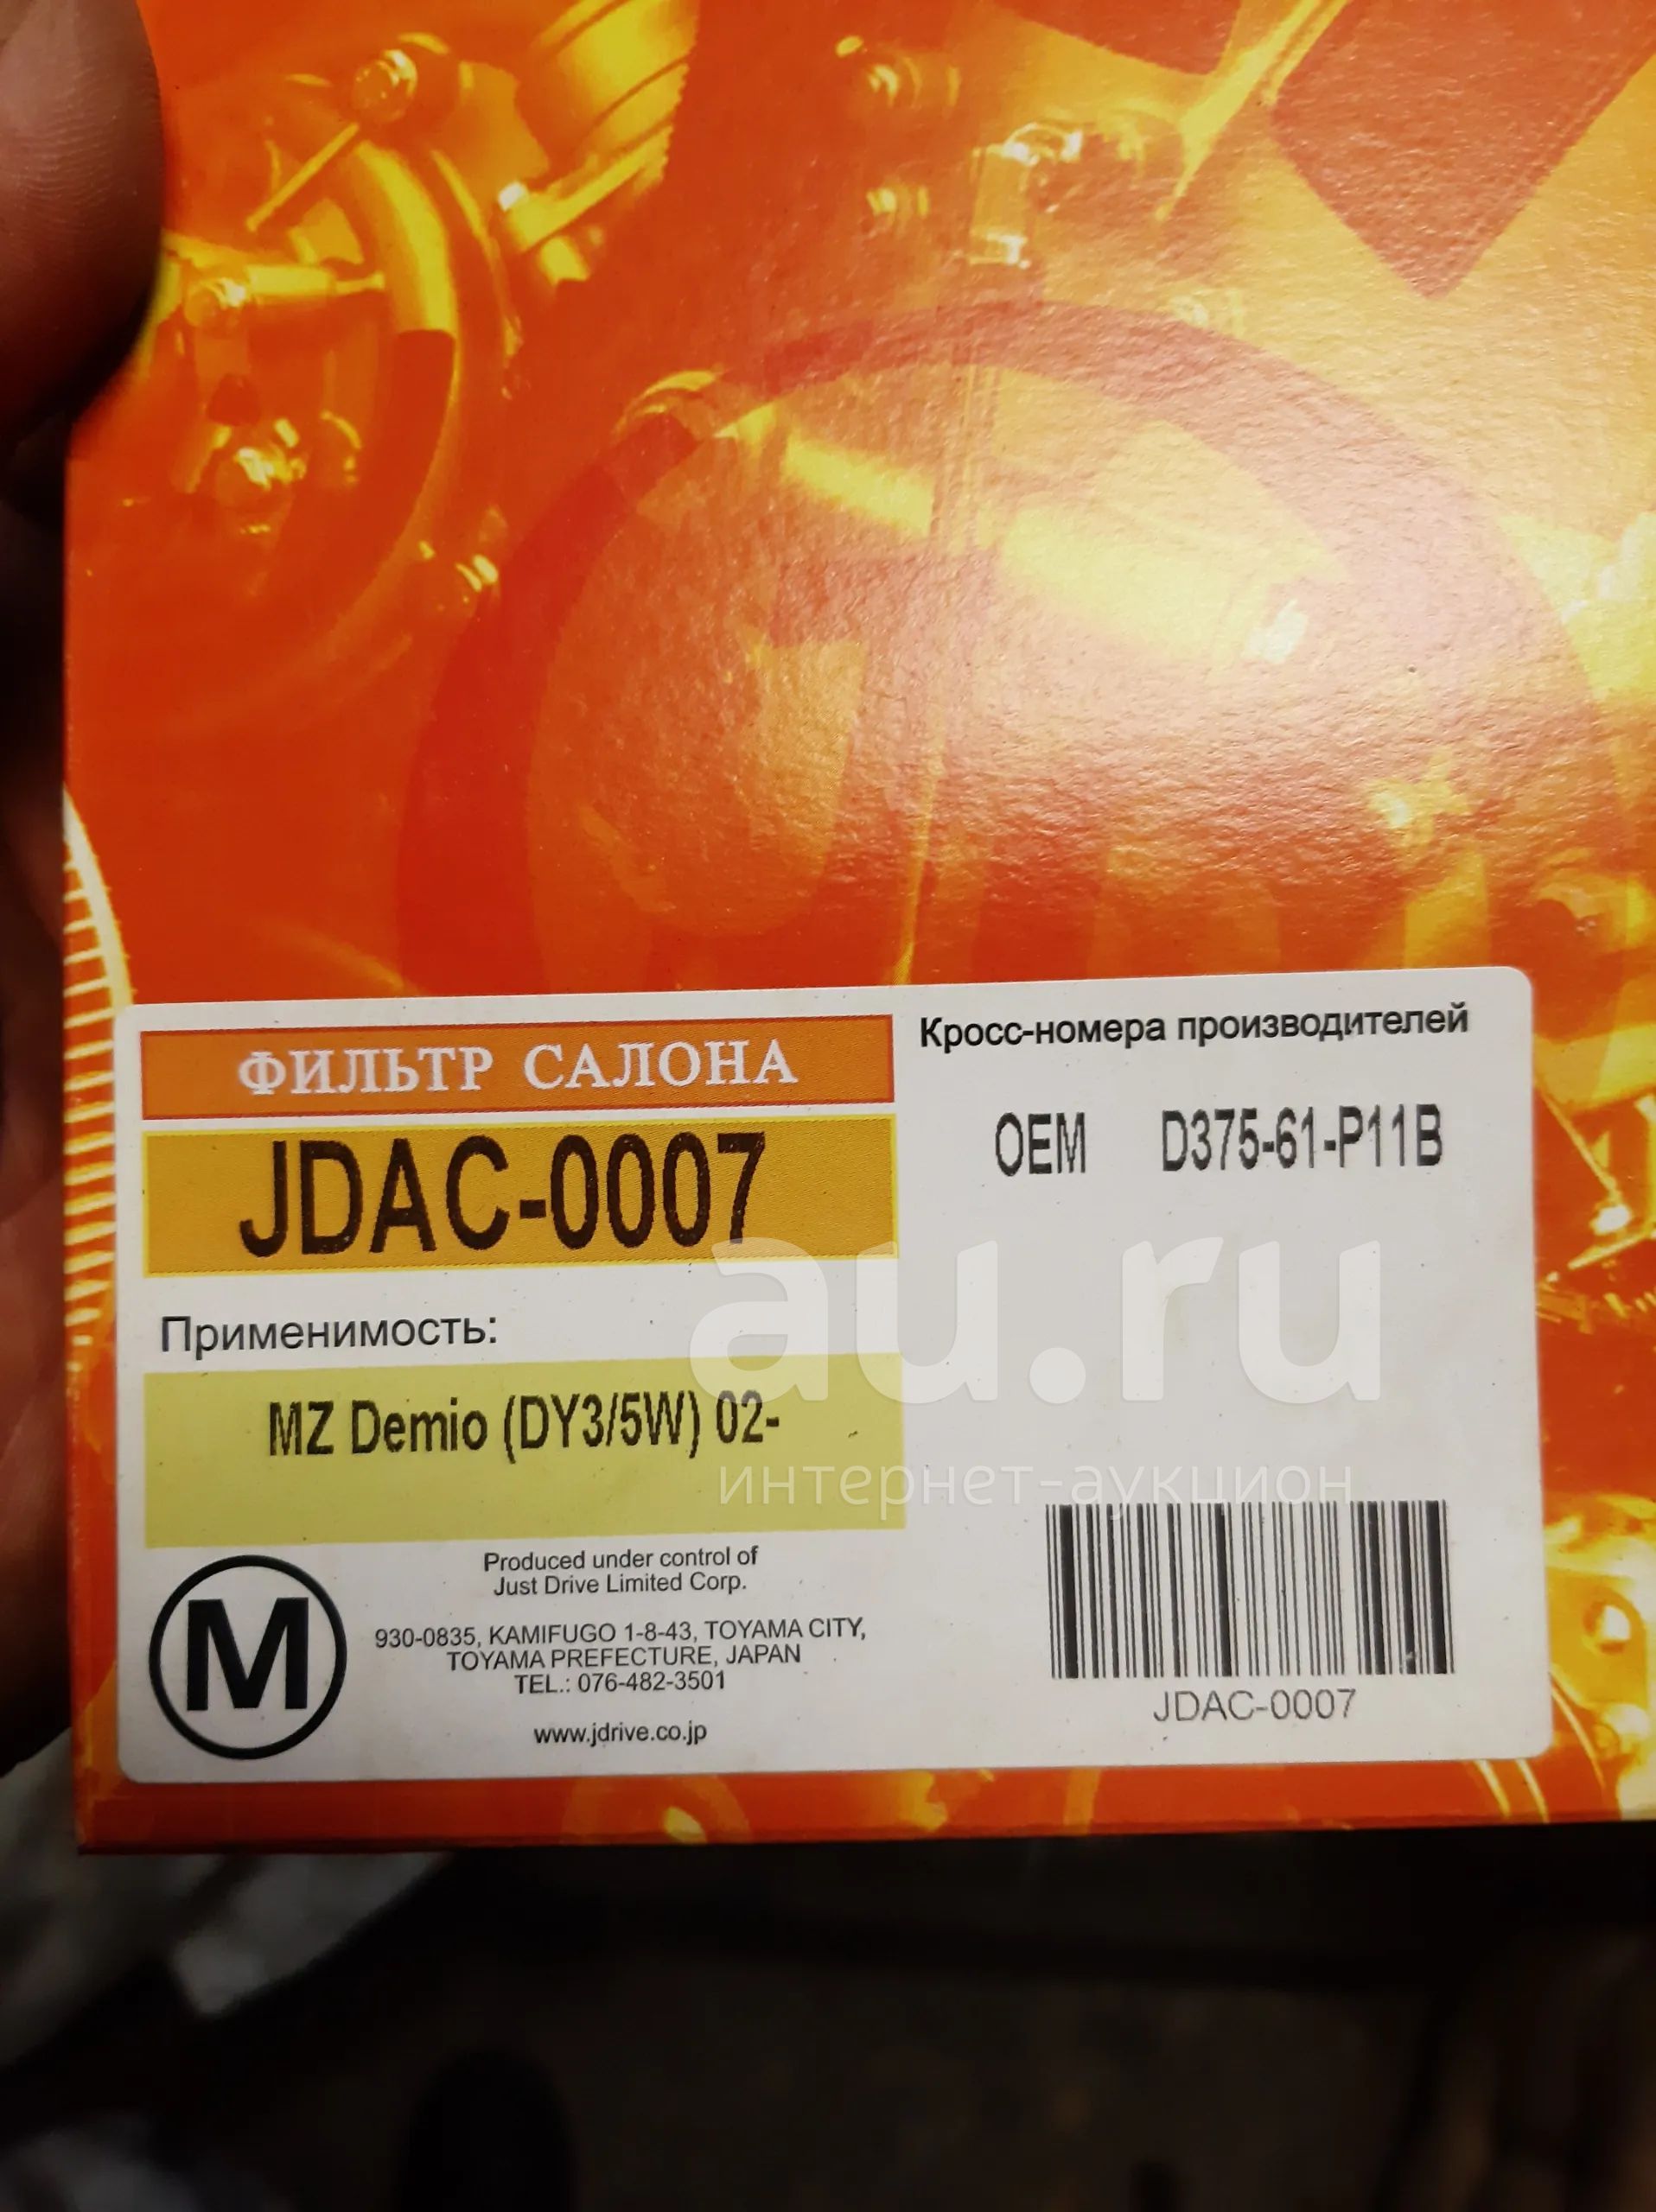 ФИЛЬТР САЛОНА
JDAC-0007
Применимость:
MZ Demio (DY3/5W) 02-
M
Produced under control of
Just Drive Limited Corp.
930-0835, KAMIFUGO 1-8-43, TOYAMA CITY,
TOYAMA PREFECTURE, JAPAN
TEL.: 076-482-3501
www.jdrive.co.jp
Кросс-номера производителей
OEM D375-61-P11B
JDAC-0007
au.ru
интернет-аукцион